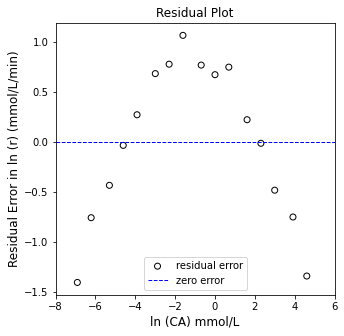 Residual Plot
Residual Error in ln (r) (mmol/L/min)
1.0
0.5
0.0
−0.5
−1.0
−1.5
residual error
zero error
−8 −6 −4 −2 0 2 4 6
ln (CA) mmol/L